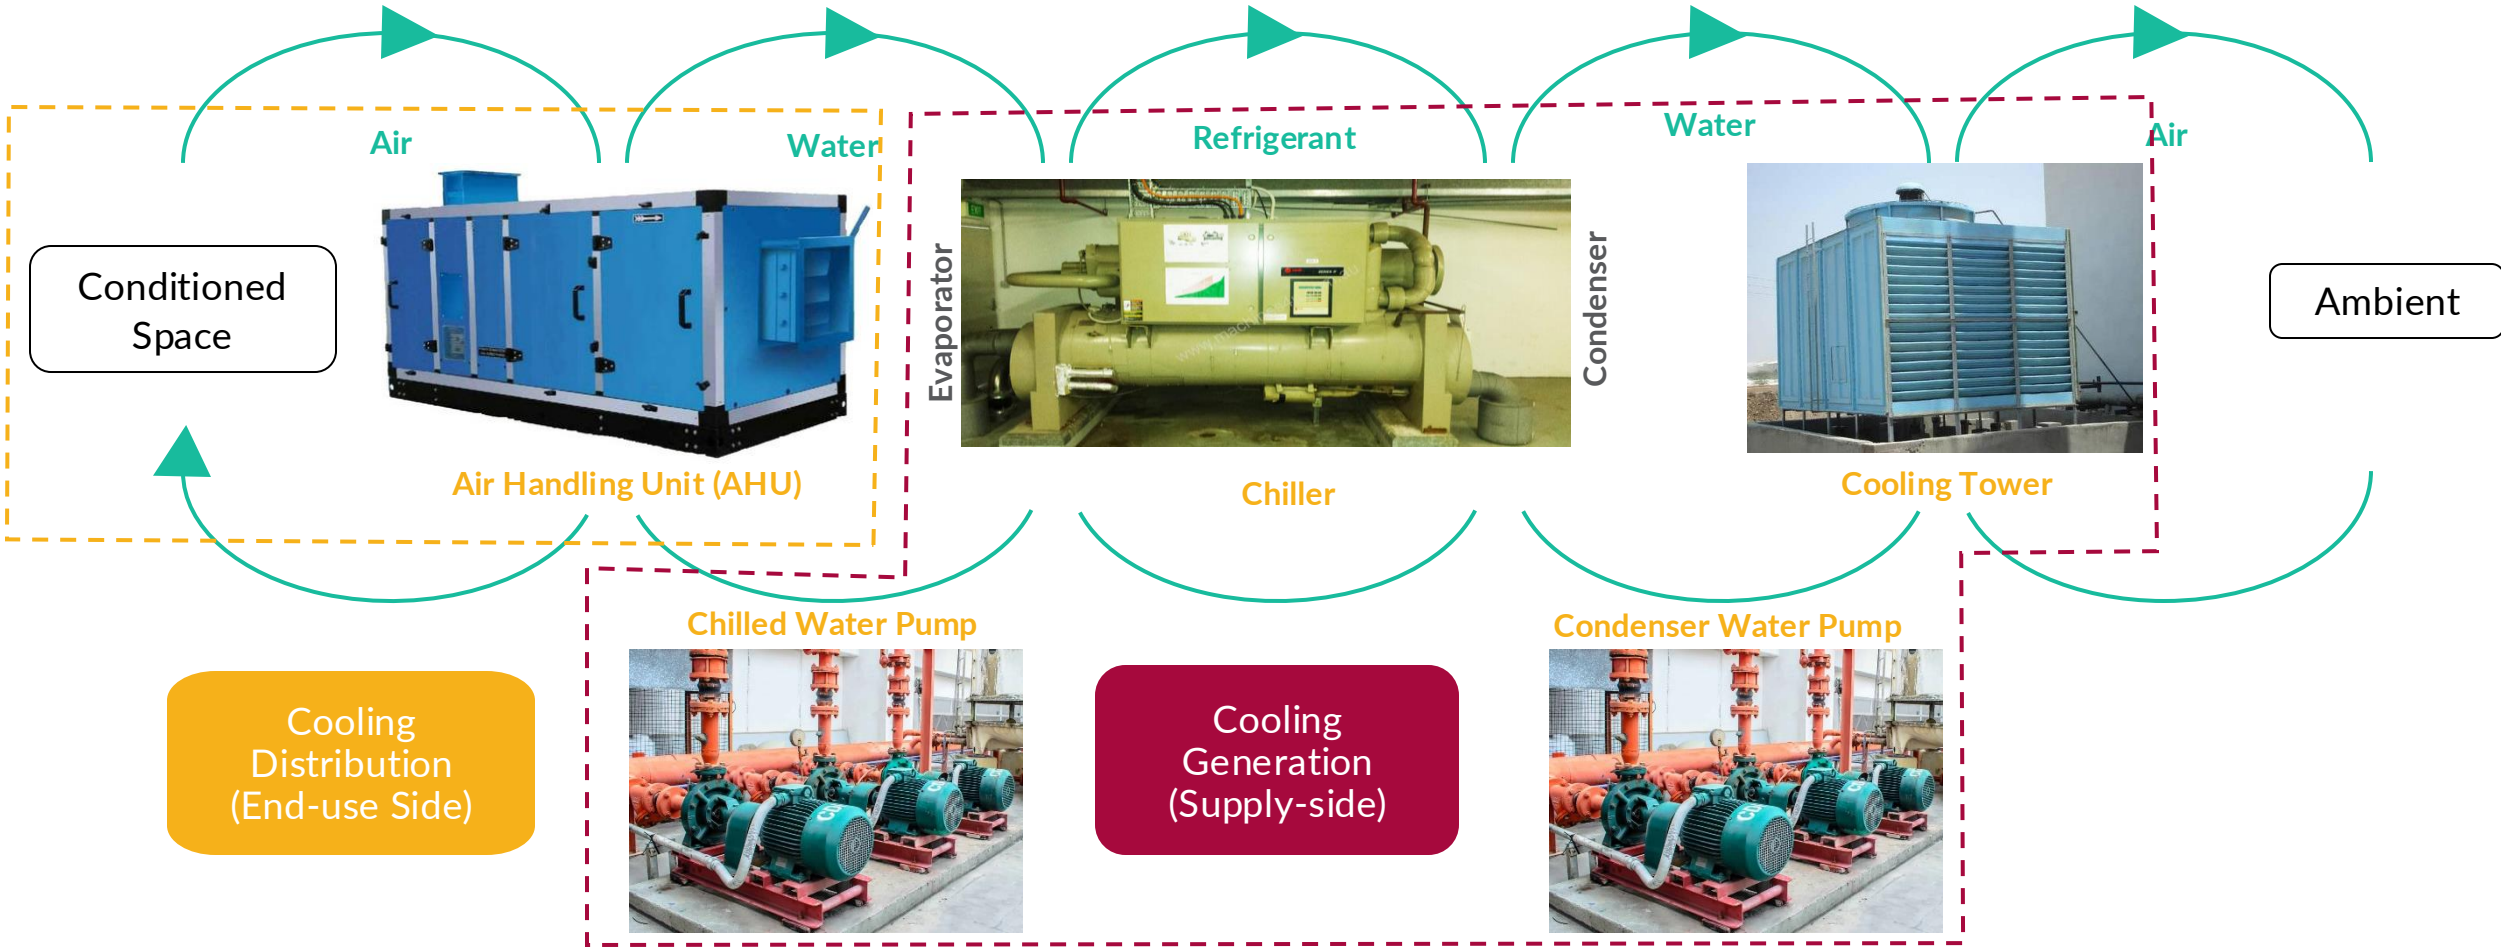 Air
Water
Refrigerant
Water
Air
Conditioned
Space
Evaporator
Condenser
Ambient
Air Handling Unit (AHU)
Chiller
Cooling Tower
Chilled Water Pump
Condenser Water Pump
Cooling
Distribution
(End-use Side)
Cooling
Generation
(Supply-side)